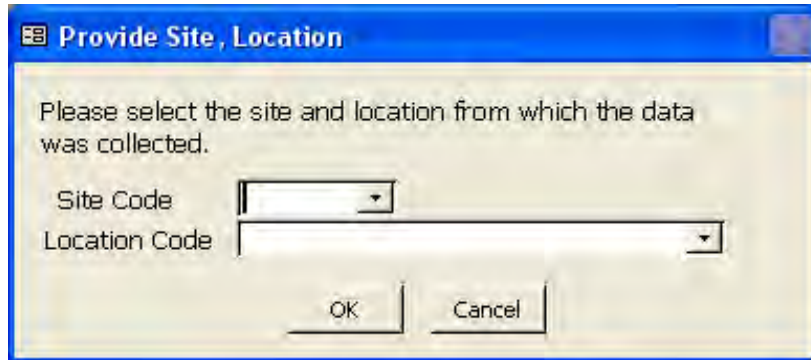 Provide Site, Location
Please select the site and location from which the data
was collected.
Site Code
Location Code
OK Cancel